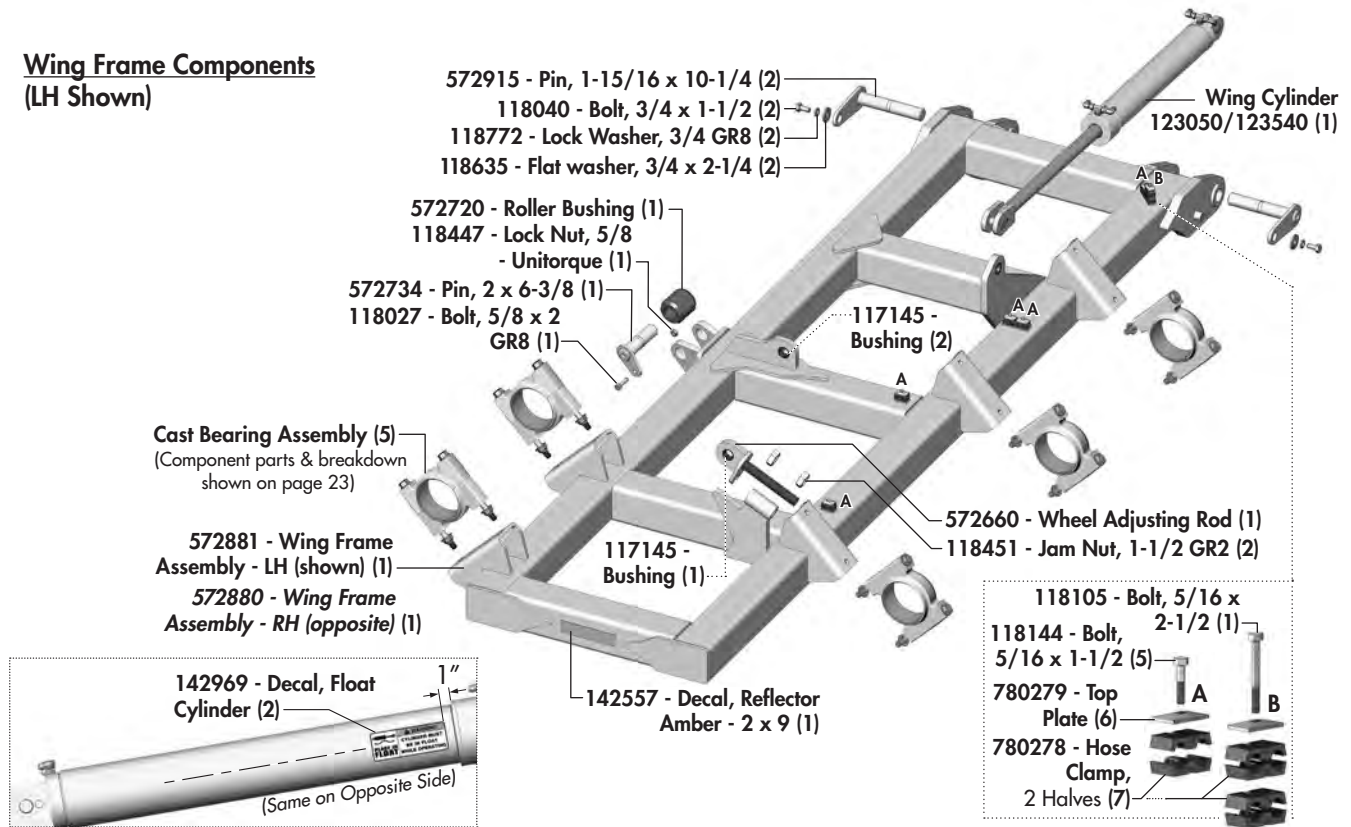 Wing Frame Components
(LH Shown)
572915 - Pin, 1-15/16 x 10-1/4 (2)
118040 - Bolt, 3/4 x 1-1/2 (2)
118772 - Lock Washer, 3/4 GR8 (2)
118635 - Flat washer, 3/4 x 2-1/4 (2)
Wing Cylinder
123050/123540 (1)
A B
572720 - Roller Bushing (1)
118447 - Lock Nut, 5/8
- Unitorque (1)
572734 - Pin, 2 x 6-3/8 (1)
118027 - Bolt, 5/8 x 2
GR8 (1)
117145 -
Bushing (2)
A A
A
A
Cast Bearing Assembly (5)
(Component parts & breakdown
shown on page 23)
572881 - Wing Frame
Assembly - LH (shown) (1)
572880 - Wing Frame
Assembly - RH (opposite) (1)
117145 -
Bushing (1)
572660 - Wheel Adjusting Rod (1)
118451 - Jam Nut, 1-1/2 GR2 (2)
142557 - Decal, Reflector
Amber - 2 x 9 (1)
142969 - Decal, Float
Cylinder (2)
1"
FLOAT
CYLINDER MUST
BE IN FLOAT
WHILE OPERATING
(Same on Opposite Side)
118105 - Bolt, 5/16 x
2-1/2 (1)
118144 - Bolt,
5/16 x 1-1/2 (5)
A
B
780279 - Top
Plate (6)
780278 - Hose
Clamp,
2 Halves (7)